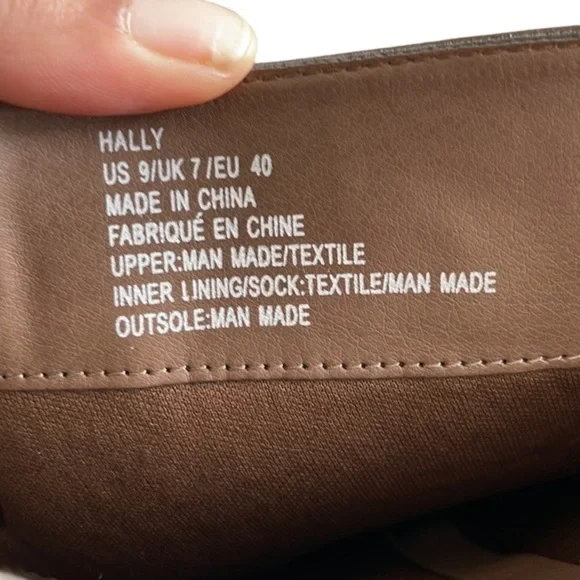 HALLY
US 9/UK 7/EU 40
MADE IN CHINA
FABRIQUÉ EN CHINE
UPPER:MAN MADE/TEXTILE
INNER LINING/SOCK:TEXTILE/MAN MADE
OUTSOLE:MAN MADE